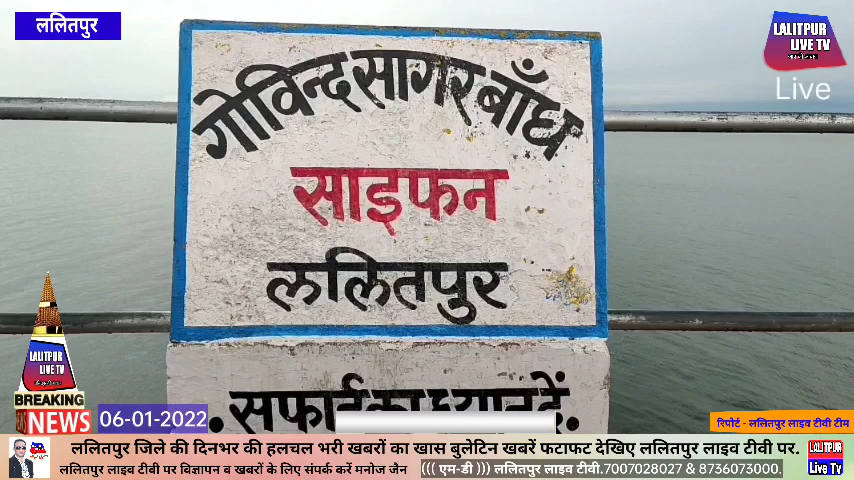 ललितपुर
LALITPUR
LIVE TV
Live
गोविन्द सागर बाँध
साइफन
ललितपुर
सफाई का ध्यान दें.
LALITPUR
LIVE TV
BREAKING
NEWS
06-01-2022
रिपोर्ट - ललितपुर लाइव टीवी टीम
ललितपुर जिले की दिनभर की हलचल भरी खबरों का खास बुलेटिन खबरें फटाफट देखिए ललितपुर लाइव टीवी पर.
ललितपुर लाइव टीवी पर विज्ञापन व खबरों के लिए संपर्क करें मनोज जैन ((( एम-डी ))) ललितपुर लाइव टीवी.7007028027 & 8736073000.
LALITPUR
Live Tv